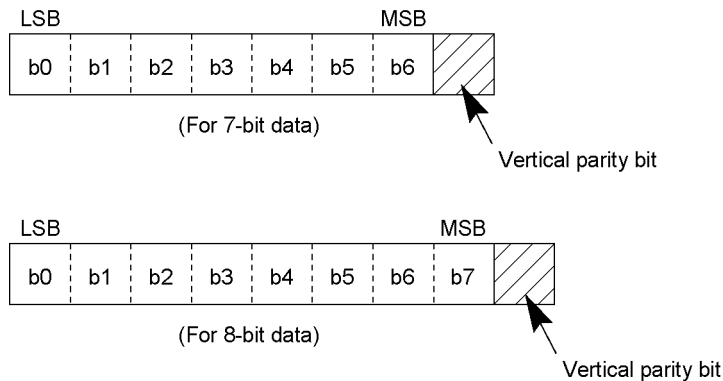 LSB MSB
b0 b1 b2 b3 b4 b5 b6
(For 7-bit data)
Vertical parity bit
LSB MSB
b0 b1 b2 b3 b4 b5 b6 b7
(For 8-bit data)
Vertical parity bit